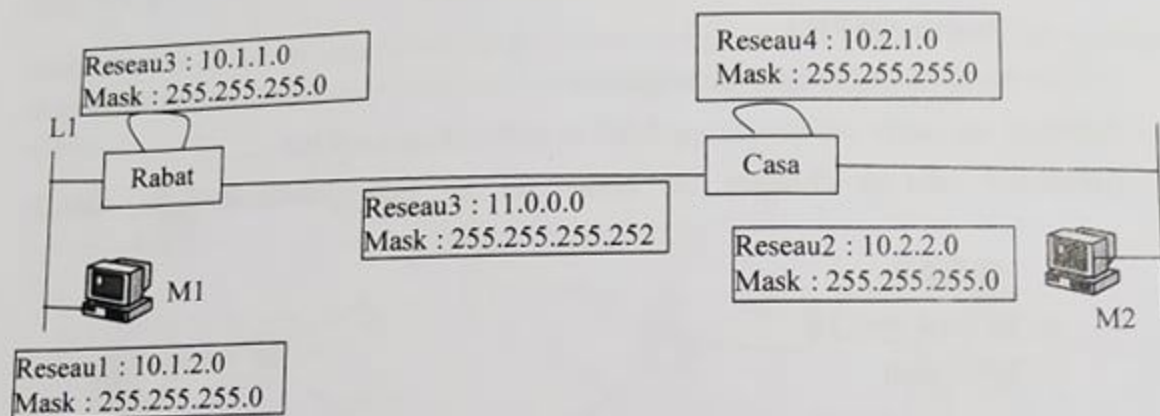 Reseau3 : 10.1.1.0
Mask : 255.255.255.0
Reseau4 : 10.2.1.0
Mask : 255.255.255.0
L1
Rabat
Casa
Reseau3 : 11.0.0.0
Mask : 255.255.255.252
Reseau2 : 10.2.2.0
Mask : 255.255.255.0
M1
M2
Reseau1 : 10.1.2.0
Mask : 255.255.255.0